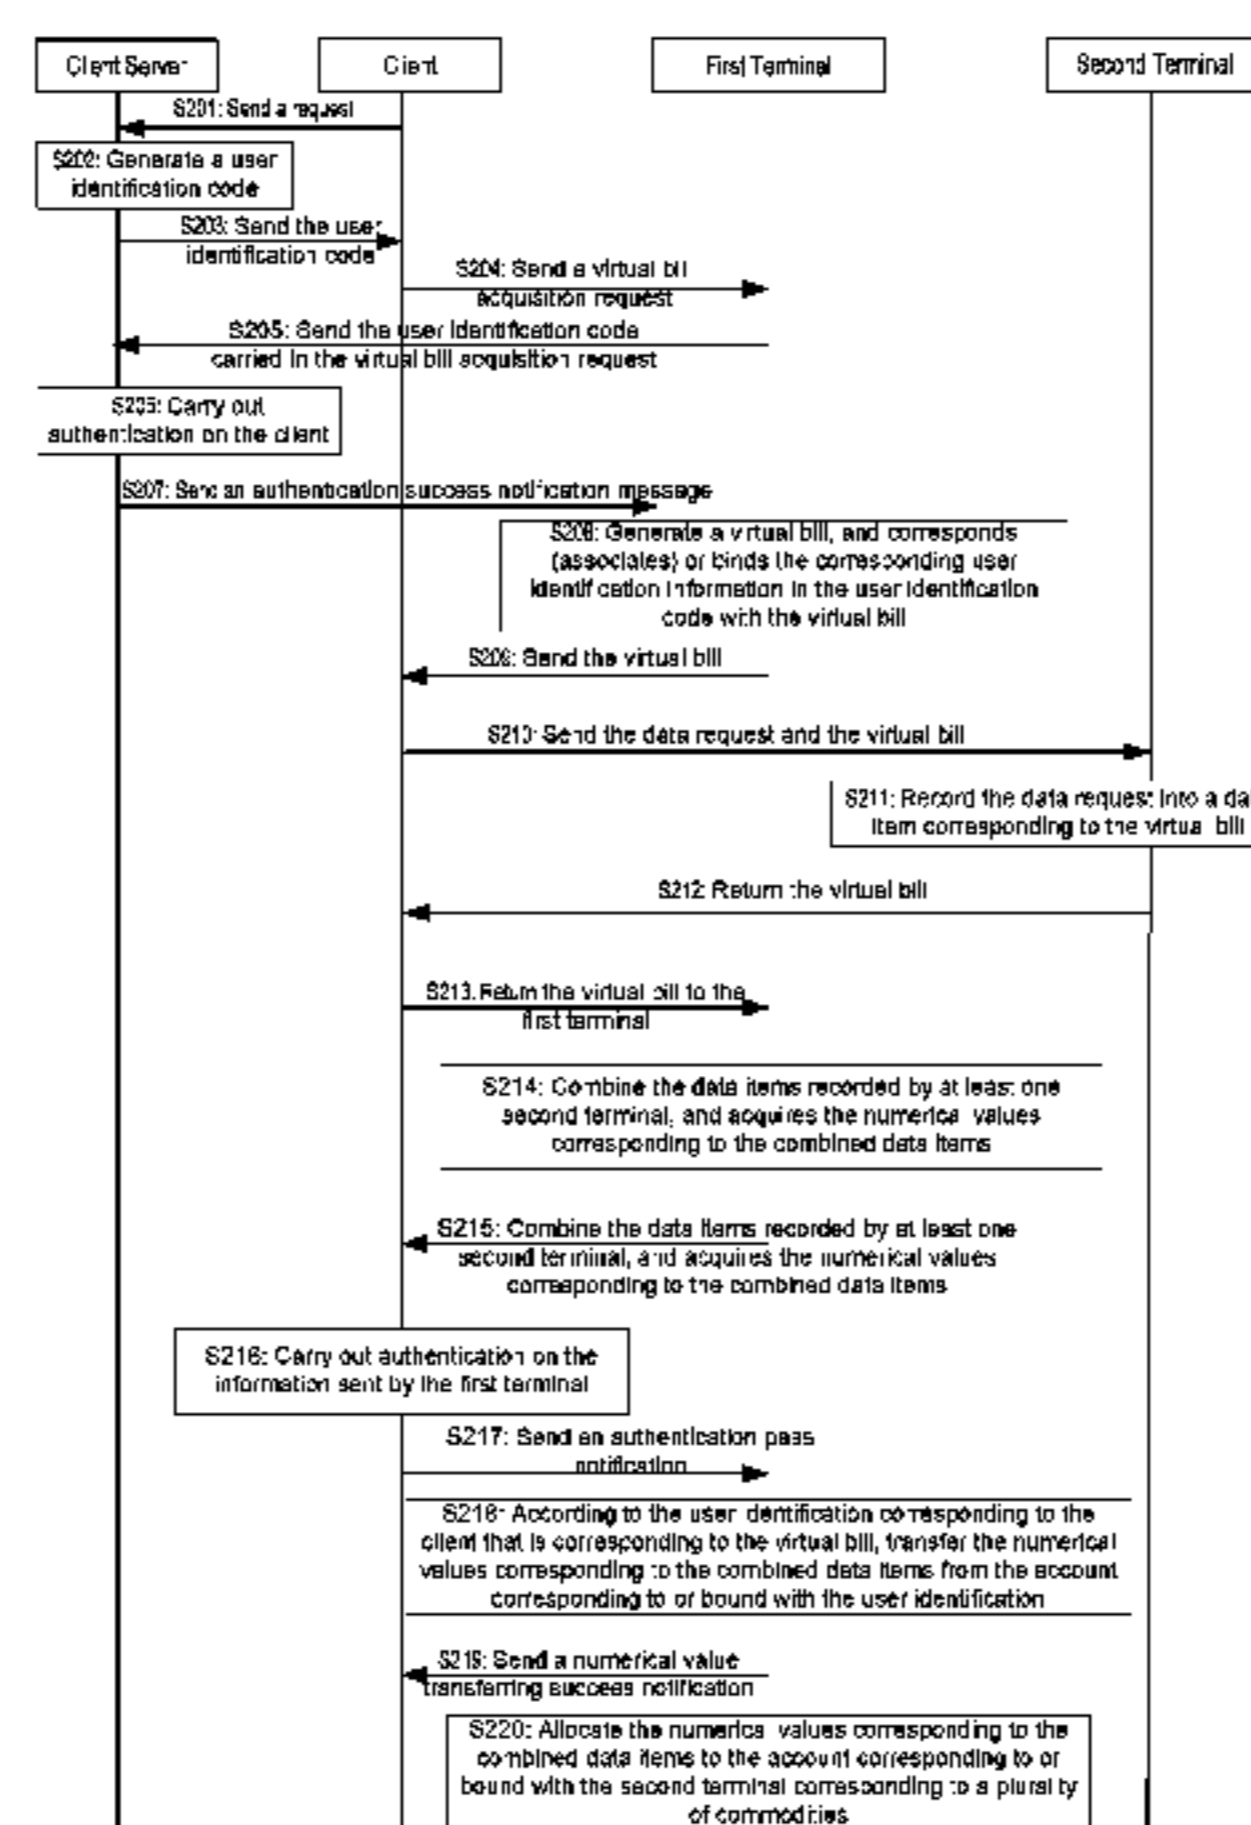 Client Server
Client
First Terminal
Second Terminal
S201: Send a request
S202: Generate a user
identification code
S203: Send the user
identification code
S204: Send a virtual bill
acquisition request
S205: Send the user identification code
carried in the virtual bill acquisition request
S206: Carry out
authentication on the client
S207: Send an authentication success notification message
S208: Generate a virtual bill, and corresponds
(associates) or binds the corresponding user
identification information in the user identification
code with the virtual bill
S209: Send the virtual bill
S210: Send the data request and the virtual bill
S211: Record the data request into a dat
item corresponding to the virtual bill
S212: Return the virtual bill
S213: Return the virtual bill to the
first terminal
S214: Combine the data items recorded by at least one
second terminal, and acquires the numerical values
corresponding to the combined data items
S215: Combine the data items recorded by at least one
second terminal, and acquires the numerical values
corresponding to the combined data items
S216: Carry out authentication on the
information sent by the first terminal
S217: Send an authentication pass
notification
S218: According to the user identification corresponding to the
client that is corresponding to the virtual bill, transfer the numerical
values corresponding to the combined data items from the account
corresponding to or bound with the user identification
S219: Send a numerical value
transferring success notification
S220: Allocate the numerical values corresponding to the
combined data items to the account corresponding to or
bound with the second terminal corresponding to a plurality
of commodities